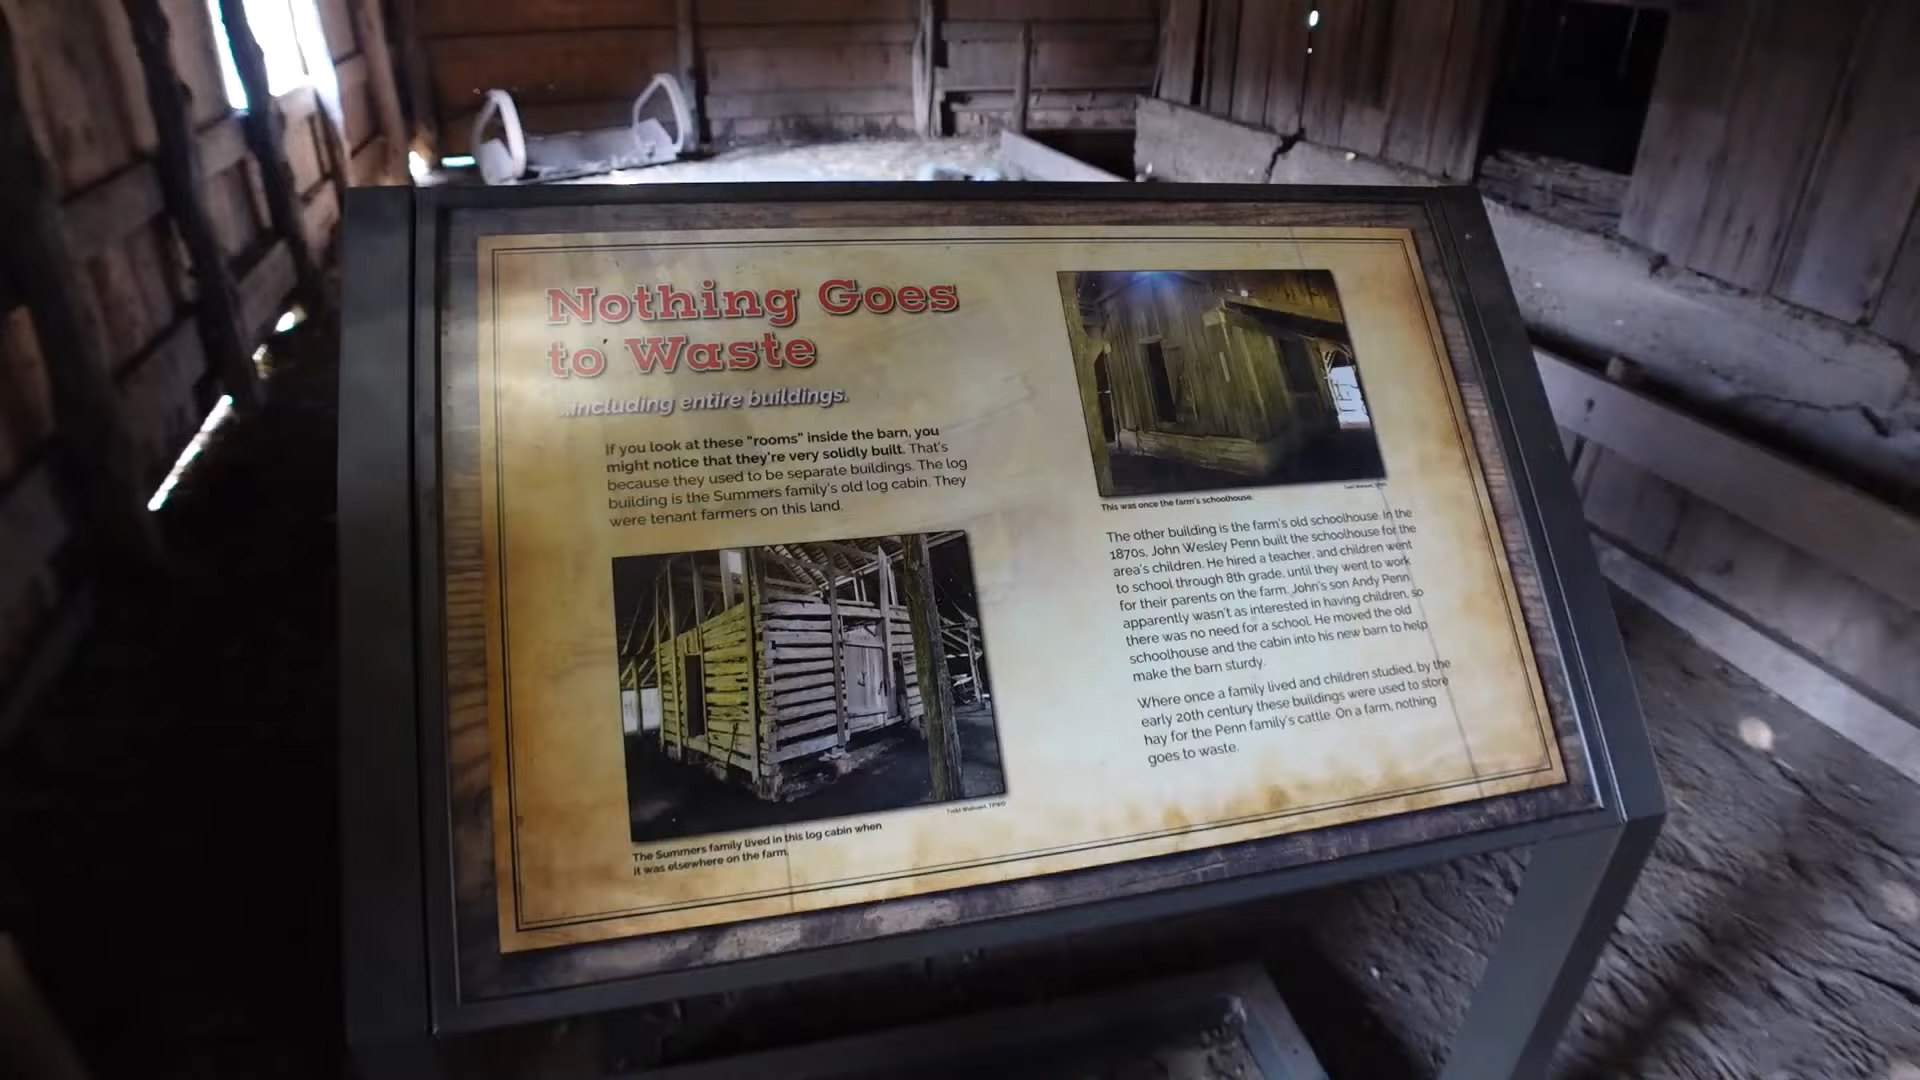 Nothing Goes
to Waste
...including entire buildings.
If you look at these "rooms" inside the barn, you
might notice that they're very solidly built. That's
because they used to be separate buildings. The log
building is the Summers family's old log cabin. They
were tenant farmers on this land.
Todd Walker, TPWD
The Summers family lived in this log cabin when
it was elsewhere on the farm.
This was once the farm's schoolhouse.
The other building is the farm's old schoolhouse. In the
1870s, John Wesley Penn built the schoolhouse for the
area's children. He hired a teacher, and children went
to school through 8th grade, until they went to work
for their parents on the farm. John's son Andy Penn
apparently wasn't as interested in having children, so
there was no need for a school. He moved the old
schoolhouse and the cabin into his new barn to help
make the barn sturdy.
Where once a family lived and children studied, by the
early 20th century these buildings were used to store
hay for the Penn family's cattle. On a farm, nothing
goes to waste.